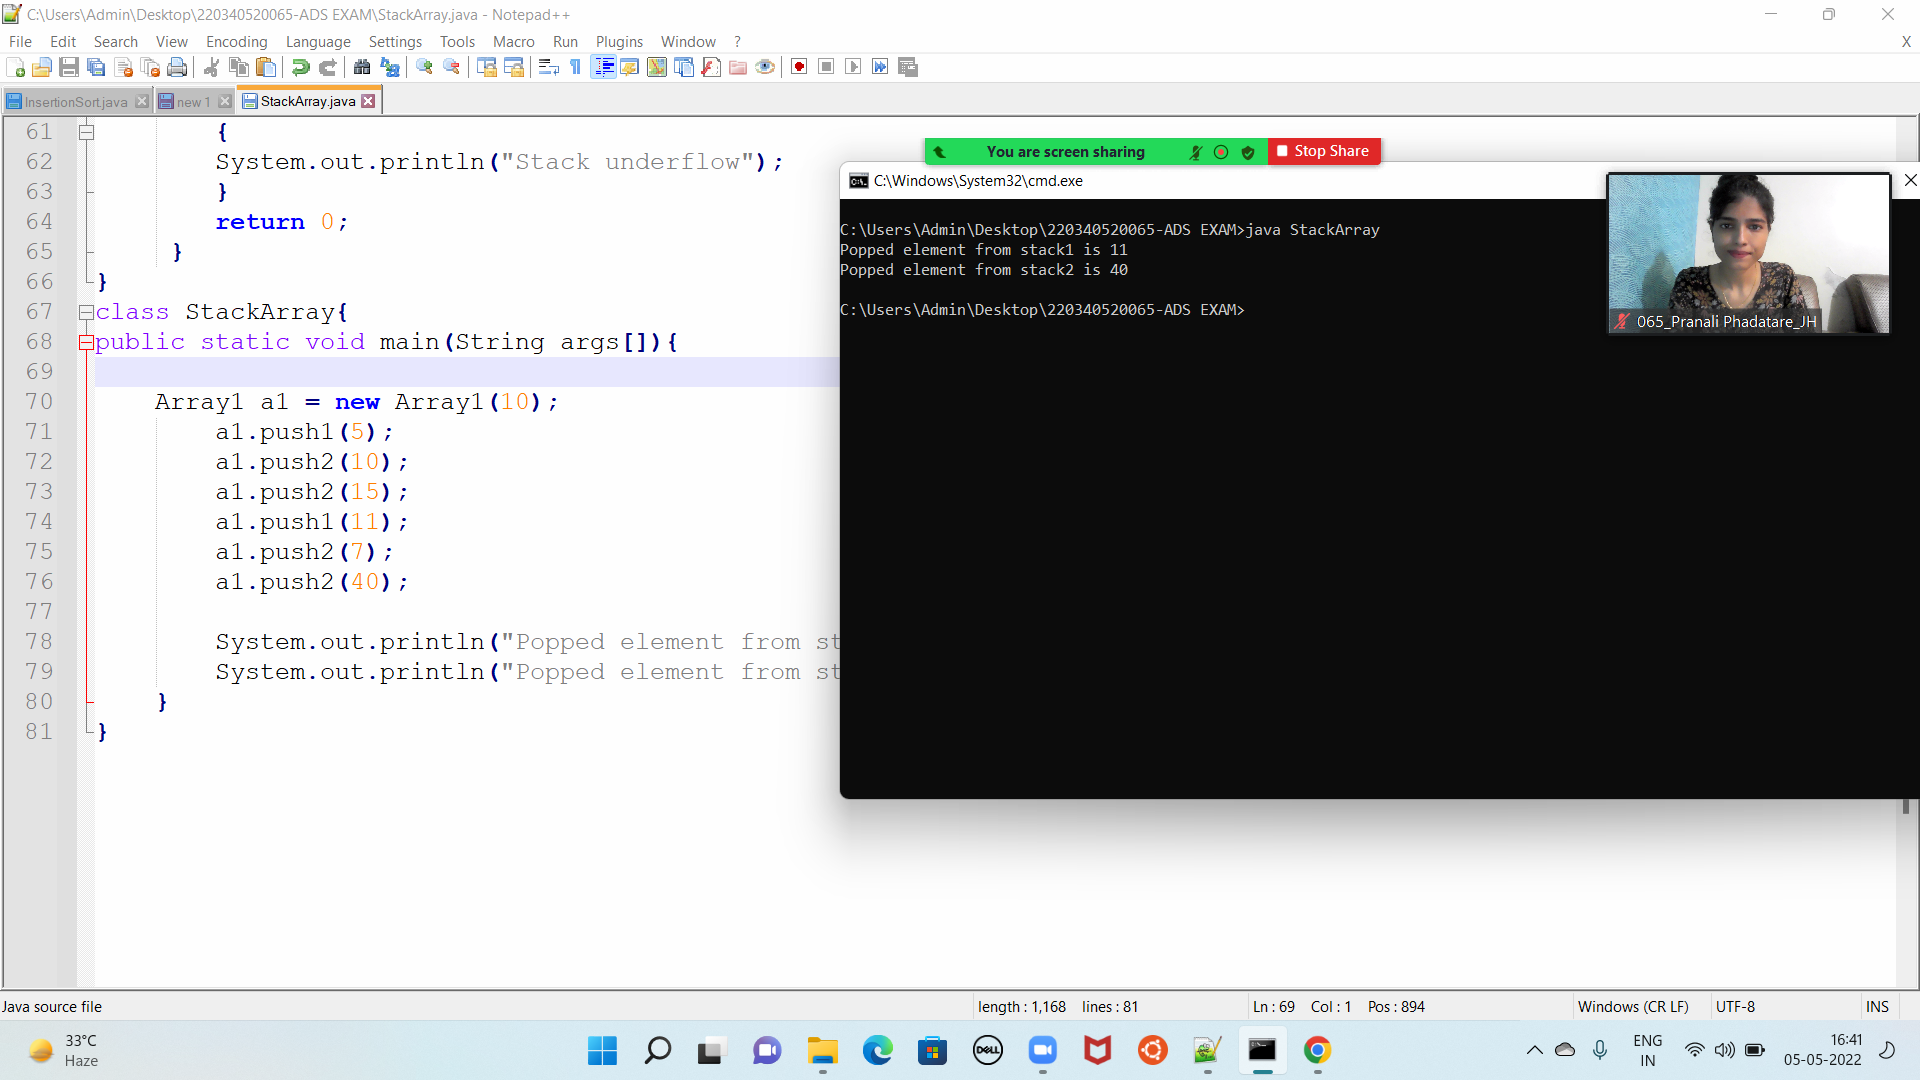 C:\Users\Admin\Desktop\220340520065-ADS EXAM\StackArray.java - Notepad++
File Edit Search View Encoding Language Settings Tools Macro Run Plugins Window ? X
InsertionSort.java new 1 StackArray.java
61 {
62 System.out.println("Stack underflow");
63 }
64 return 0;
65 }
66 }
67 class StackArray{
68 public static void main(String args[]){
69
70 Array1 a1 = new Array1(10);
71 a1.push1(5);
72 a1.push2(10);
73 a1.push2(15);
74 a1.push1(11);
75 a1.push2(7);
76 a1.push2(40);
77
78 System.out.println("Popped element from st
79 System.out.println("Popped element from st
80 }
81 }
You are screen sharing Stop Share
C:\Windows\System32\cmd.exe
C:\Users\Admin\Desktop\220340520065-ADS EXAM>java StackArray
Popped element from stack1 is 11
Popped element from stack2 is 40
C:\Users\Admin\Desktop\220340520065-ADS EXAM>
065_Pranali Phadatare_JH
Java source file length : 1,168 lines : 81 Ln : 69 Col : 1 Pos : 894 Windows (CR LF) UTF-8 INS
33°C
Haze
DELL
ENG
IN
16:41
05-05-2022